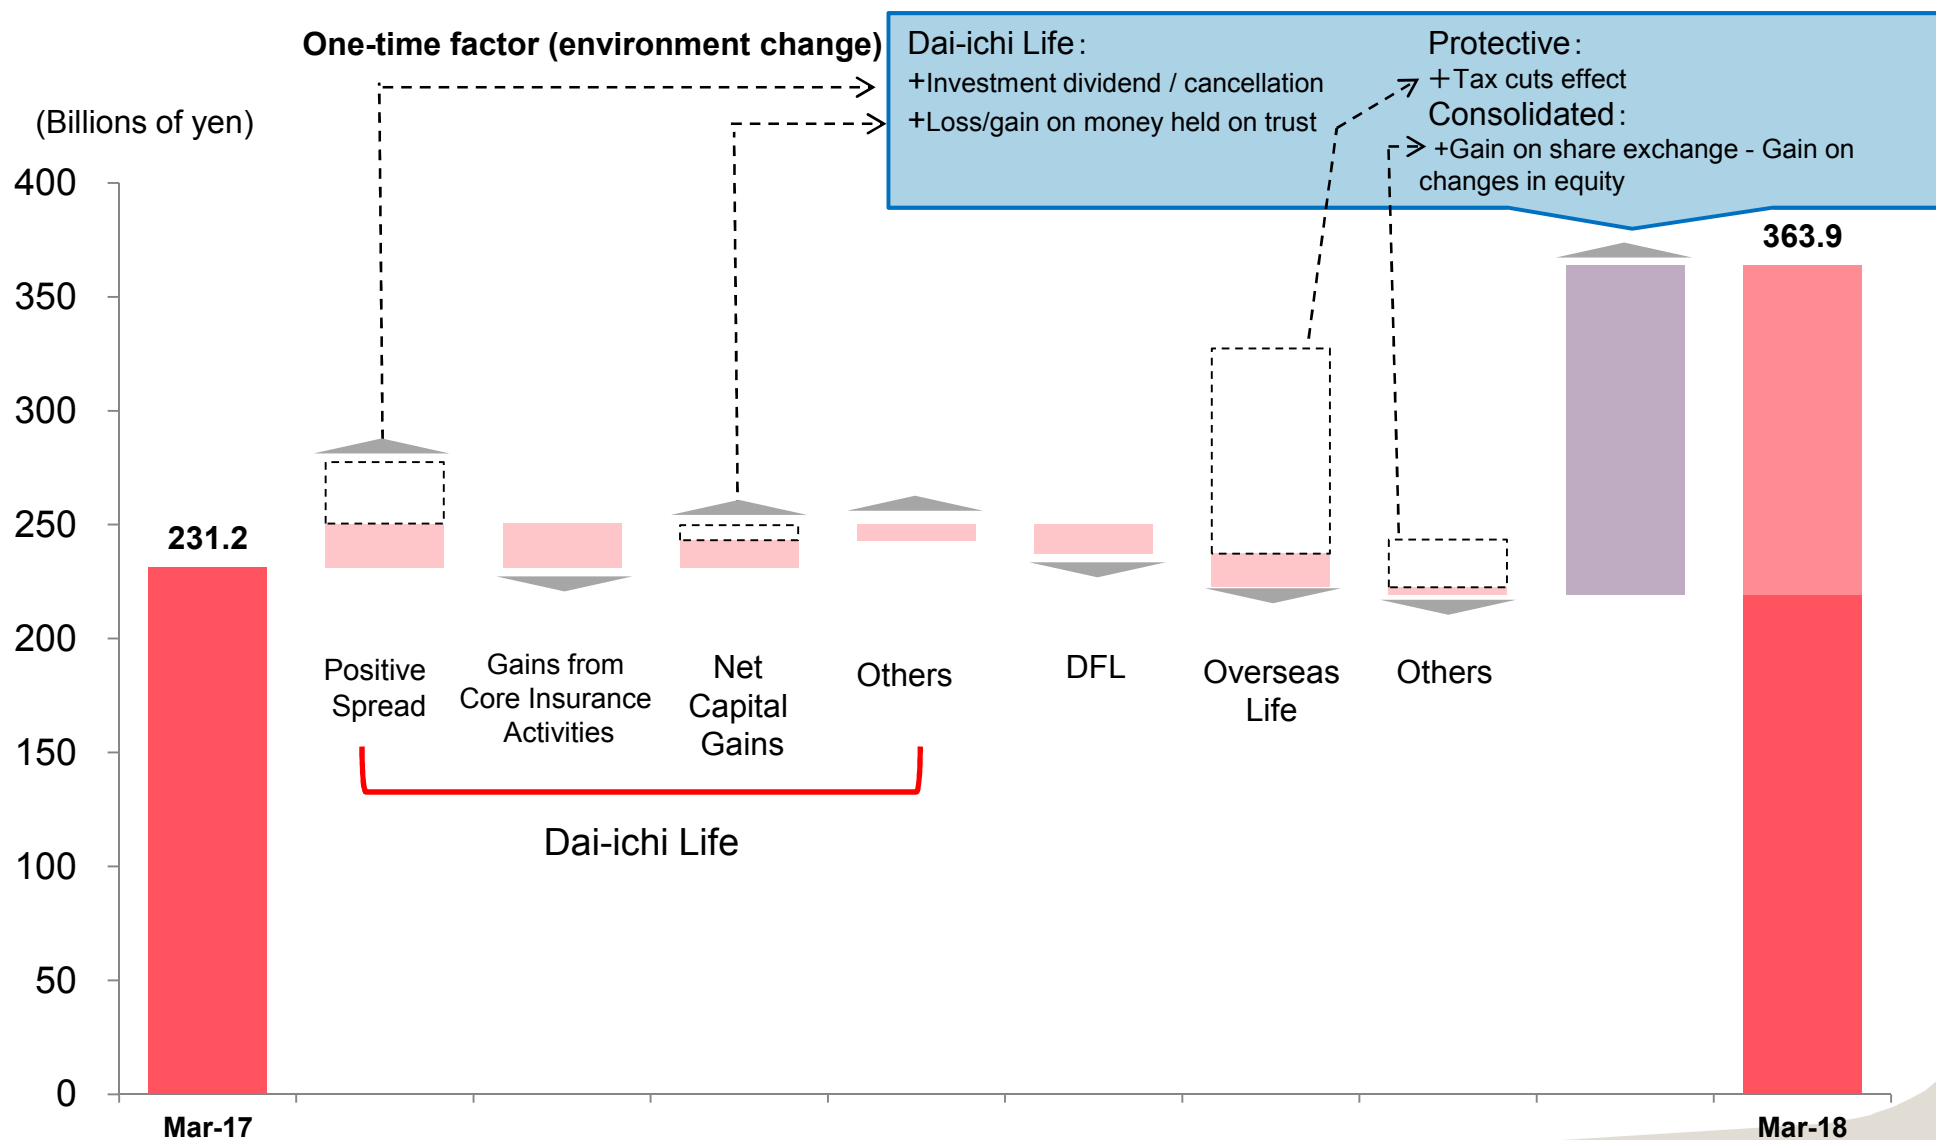 One-time factor (environment change)
Dai-ichi Life：
+Investment dividend / cancellation
+Loss/gain on money held on trust
Protective：
＋Tax cuts effect
Consolidated：
+Gain on share exchange - Gain on
changes in equity
(Billions of yen)
400
350
300
250
200
150
100
50
0
231.2
363.9
Positive
Spread
Gains from
Core Insurance
Activities
Net
Capital
Gains
Others
DFL
Overseas
Life
Others
Dai-ichi Life
Mar-17
Mar-18